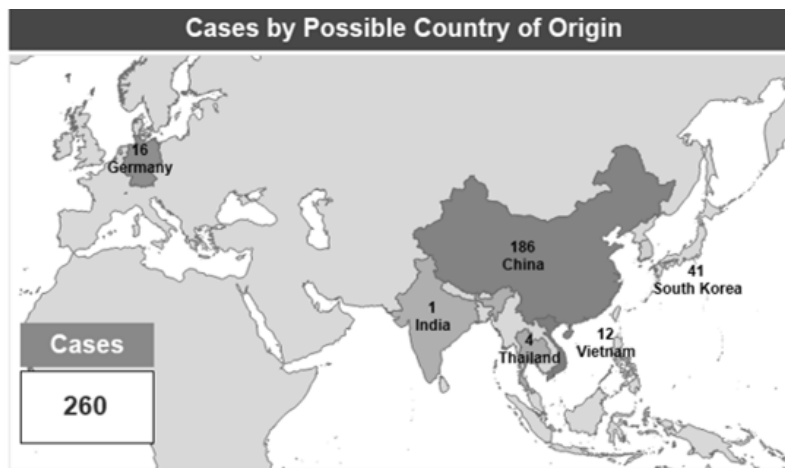 Cases by Possible Country of Origin
16
Germany
186
China
41
South Korea
1
India
4
Thailand
12
Vietnam
Cases
260